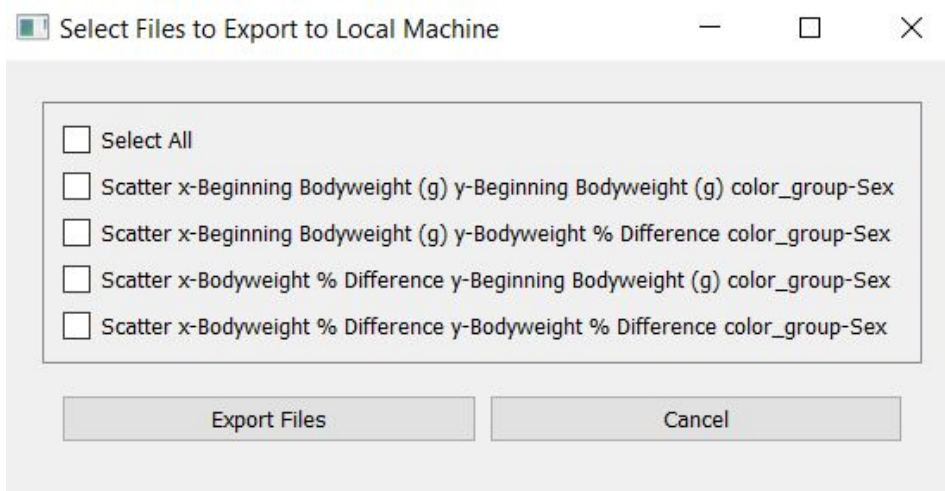 Select Files to Export to Local Machine
Select All
Scatter x-Beginning Bodyweight (g) y-Beginning Bodyweight (g) color_group-Sex
Scatter x-Beginning Bodyweight (g) y-Bodyweight % Difference color_group-Sex
Scatter x-Bodyweight % Difference y-Beginning Bodyweight (g) color_group-Sex
Scatter x-Bodyweight % Difference y-Bodyweight % Difference color_group-Sex
Export Files
Cancel